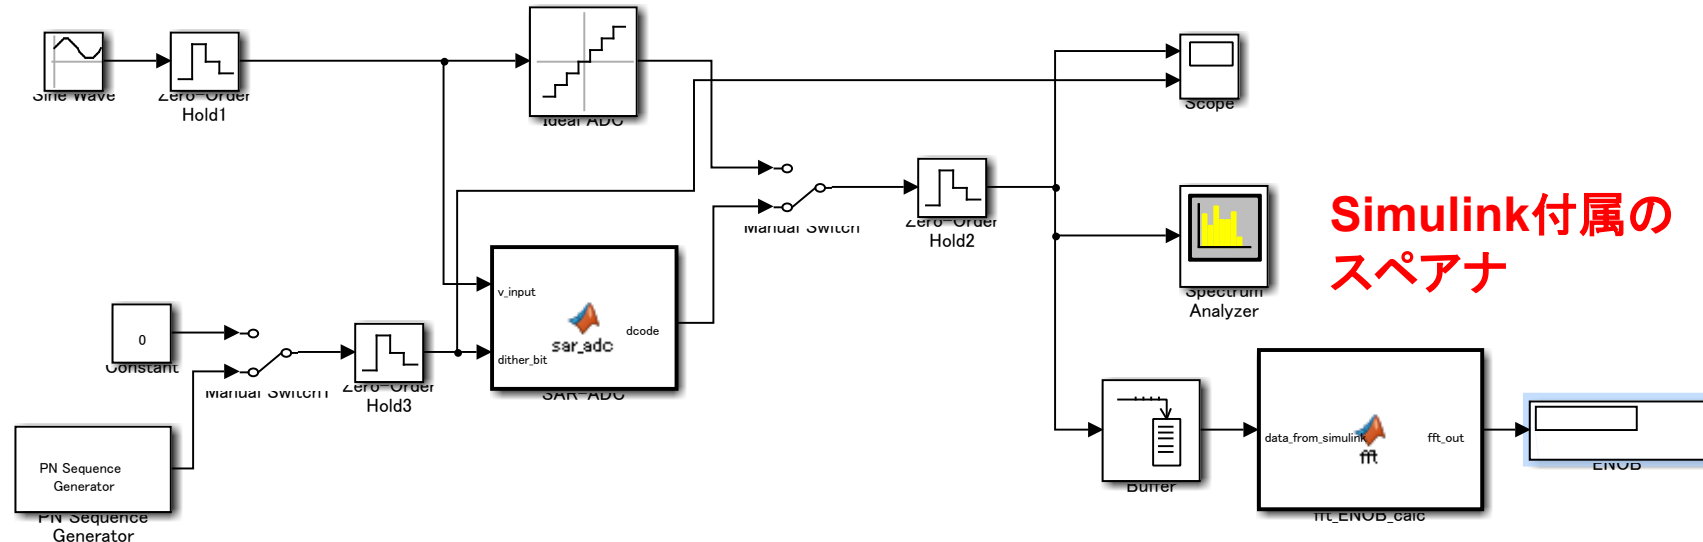 Sine Wave
Zero-Order
Hold1
Ideal ADC
Scope
Manual Switch
Zero-Order
Hold2
Simulink付属の
スペアナ
Spectrum
Analyzer
v_input
dither_bit
sar_adc
dcode
SAR-ADC
0
Constant
Manual Switch1
Zero-Order
Hold3
PN Sequence
Generator
PN Sequence
Generator
Buffer
data_from_simulink
fft
fft_out
fft_ENOB_calc
ENOB